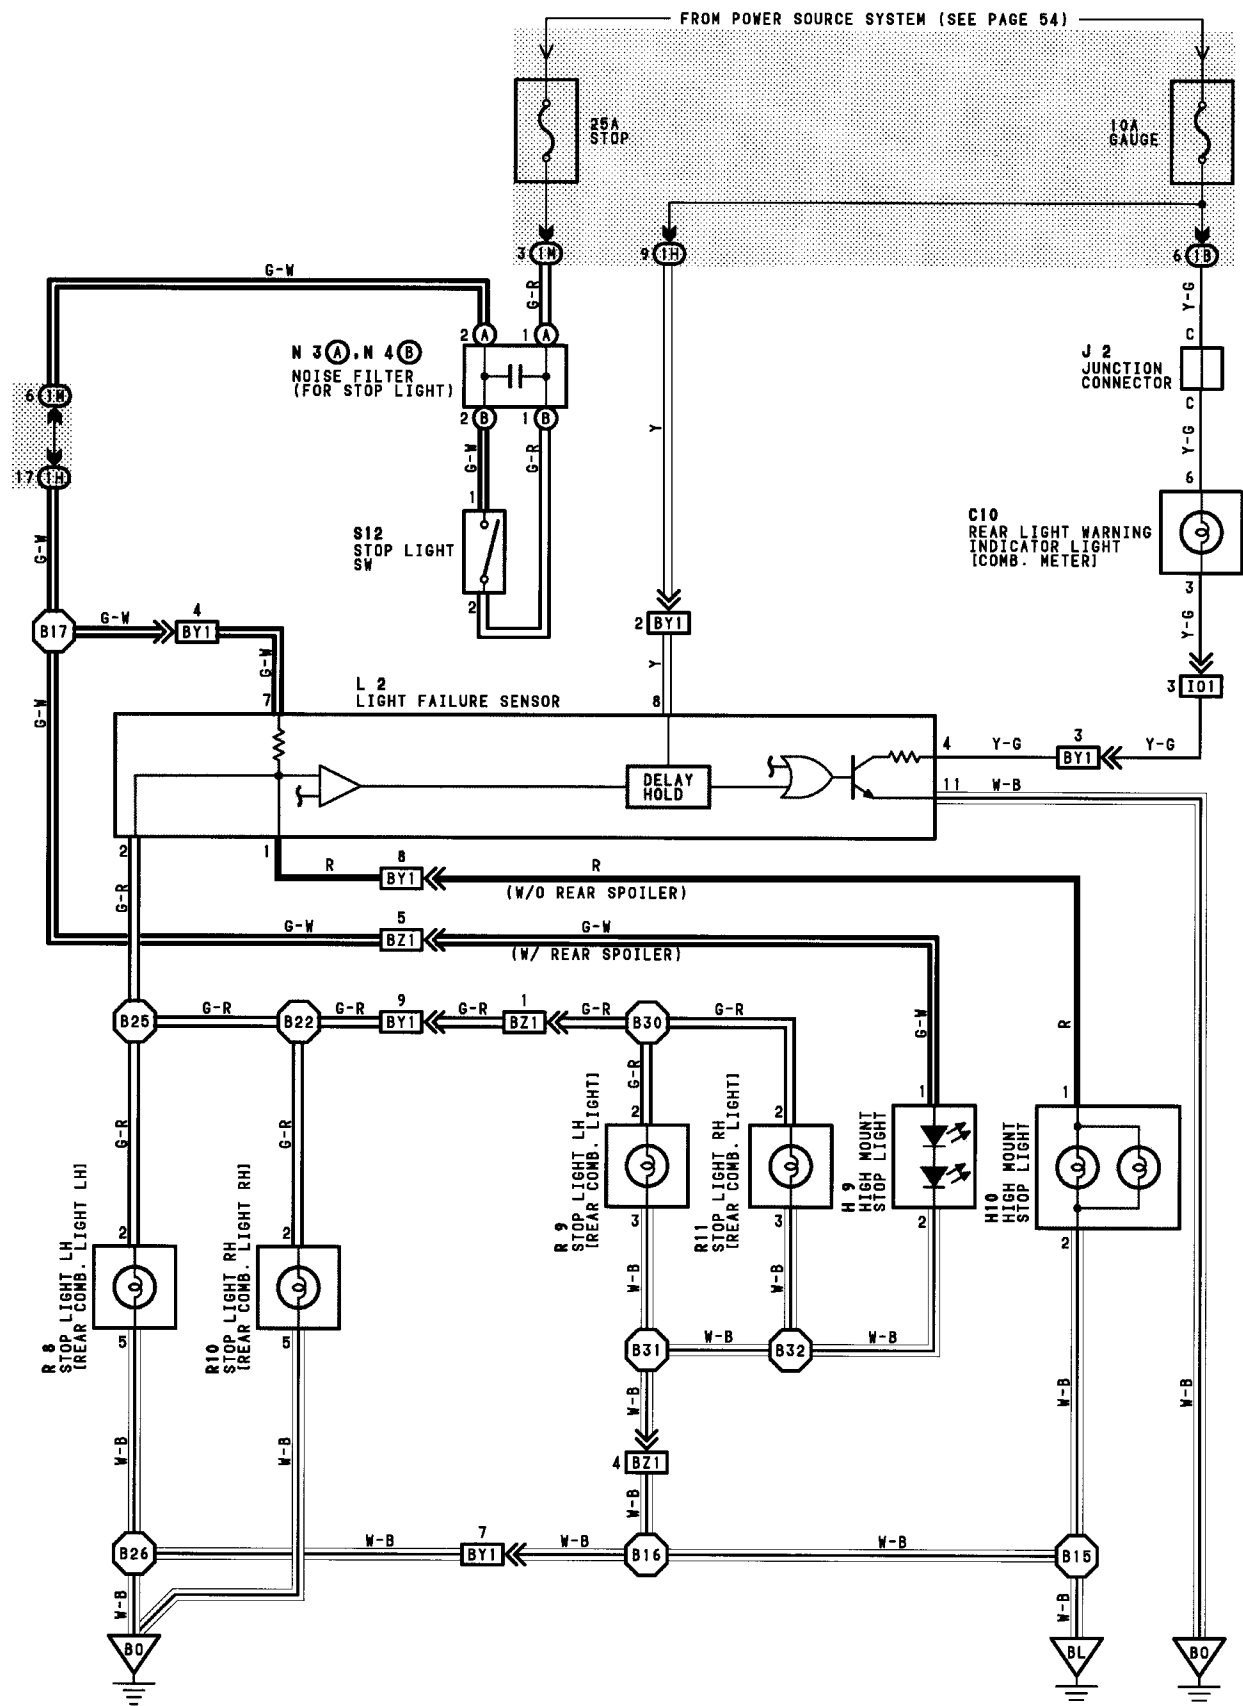 FROM POWER SOURCE SYSTEM (SEE PAGE 54)
25A
STOP
10A
GAUGE
3 1M
9 1H
6 1B
G-W
G-R
Y-G
C
N 3 A , N 4 B
NOISE FILTER
(FOR STOP LIGHT)
2 A
1 A
J 2
JUNCTION
CONNECTOR
6 1M
2 B
1 B
C
Y
G-W
G-R
Y-G
17 1H
6
1
S12
STOP LIGHT
SW
C10
REAR LIGHT WARNING
INDICATOR LIGHT
[COMB. METER]
G-W
2
3
B17
G-W
4
BY1
2 BY1
Y-G
G-W
Y
G-W
L 2
LIGHT FAILURE SENSOR
7
8
3 IO1
DELAY
HOLD
4
Y-G
3
BY1
Y-G
11
W-B
2
1
G-R
R
8
BY1
R
(W/O REAR SPOILER)
G-W
5
BZ1
G-W
(W/ REAR SPOILER)
B25
G-R
B22
G-R
9
BY1
G-R
1
BZ1
G-R
B30
G-R
G-W
R
G-R
G-R
G-R
2
2
1
1
R 9
STOP LIGHT LH
[REAR COMB. LIGHT]
R11
STOP LIGHT RH
[REAR COMB. LIGHT]
H 9
HIGH MOUNT
STOP LIGHT
H10
HIGH MOUNT
STOP LIGHT
3
3
2
2
2
2
R 8
STOP LIGHT LH
[REAR COMB. LIGHT LH]
R10
STOP LIGHT RH
[REAR COMB. LIGHT RH]
5
5
W-B
W-B
B31
W-B
B32
W-B
W-B
W-B
W-B
W-B
W-B
4 BZ1
W-B
B26
W-B
7
BY1
W-B
B16
W-B
B15
W-B
W-B
BO
BL
BO